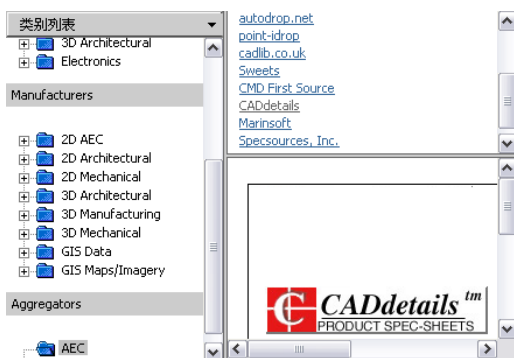 类别列表
3D Architectural
Electronics
Manufacturers
2D AEC
2D Architectural
2D Mechanical
3D Architectural
3D Manufacturing
3D Mechanical
GIS Data
GIS Maps/Imagery
Aggregators
AEC
autodrop.net
point-idrop
cadlib.co.uk
Sweets
CMD First Source
CADdetails
Marinsoft
Specsources, Inc.
CADdetails tm
PRODUCT SPEC-SHEETS